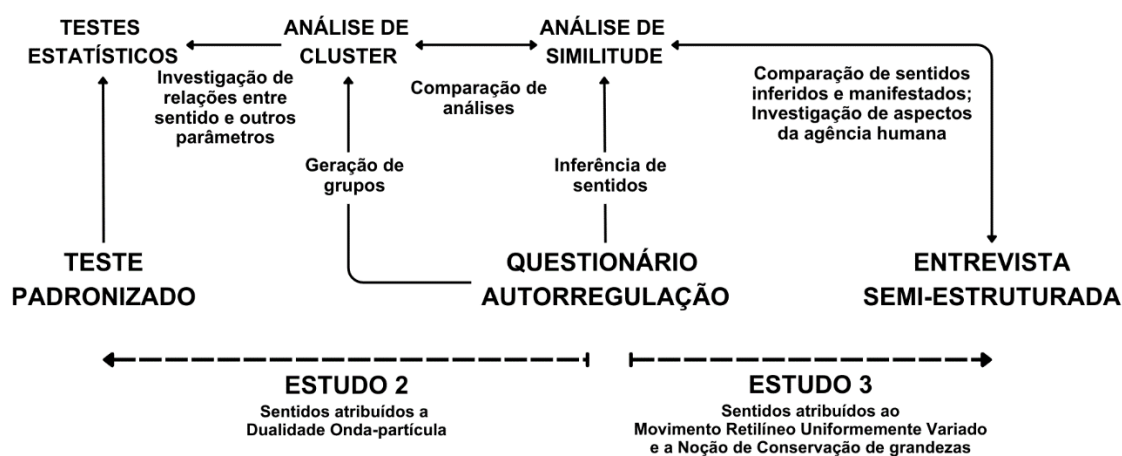 TESTES
ESTATÍSTICOS
ANÁLISE DE
CLUSTER
ANÁLISE DE
SIMILITUDE
Investigação de
relações entre
sentido e outros
parâmetros
Comparação de
análises
Comparação de sentidos
inferidos e manifestados;
Investigação de aspectos
da agência humana
Geração de
grupos
Inferência de
sentidos
TESTE
PADRONIZADO
QUESTIONÁRIO
AUTORREGULAÇÃO
ENTREVISTA
SEMI-ESTRUTURADA
ESTUDO 2
Sentidos atribuídos a
Dualidade Onda-partícula
ESTUDO 3
Sentidos atribuídos ao
Movimento Retilíneo Uniformemente Variado
e a Noção de Conservação de grandezas